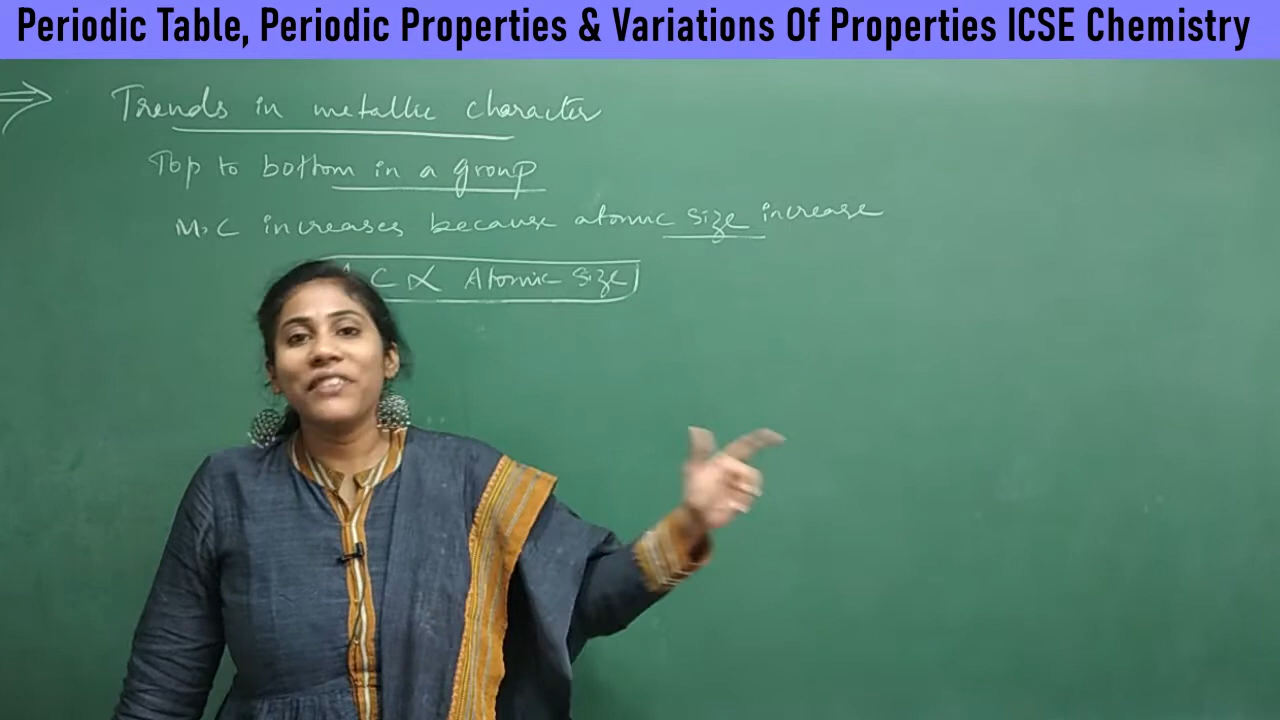 Periodic Table, Periodic Properties & Variations Of Properties ICSE Chemistry
⇒ Trends in metallic character
Top to bottom in a group
M.C increases because atomic size increase
C ∝ Atomic Size